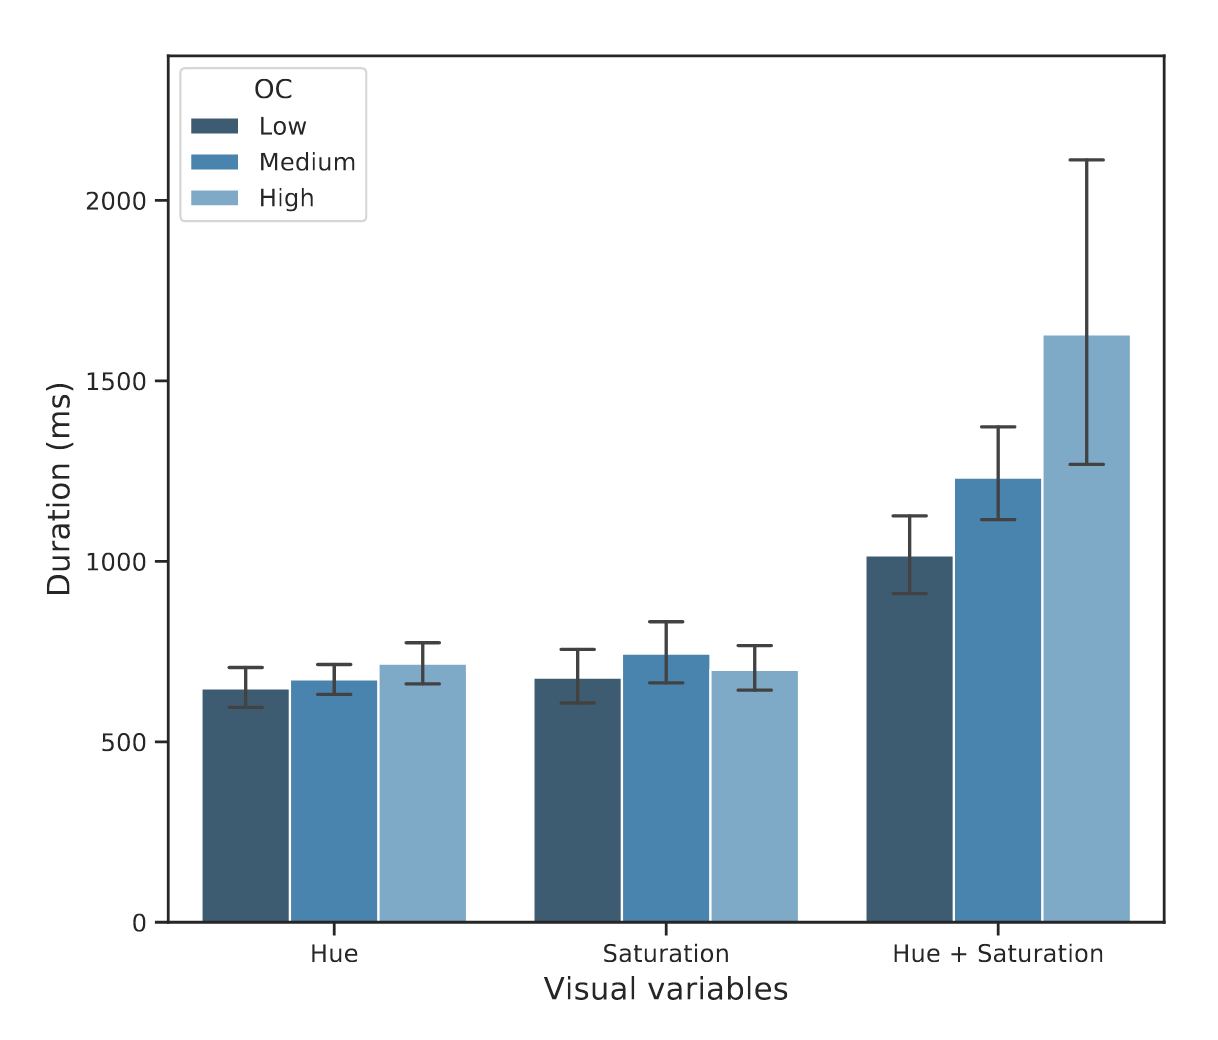 OC
Low
Medium
High
2000
1500
1000
500
0
Duration (ms)
Hue
Saturation
Hue + Saturation
Visual variables